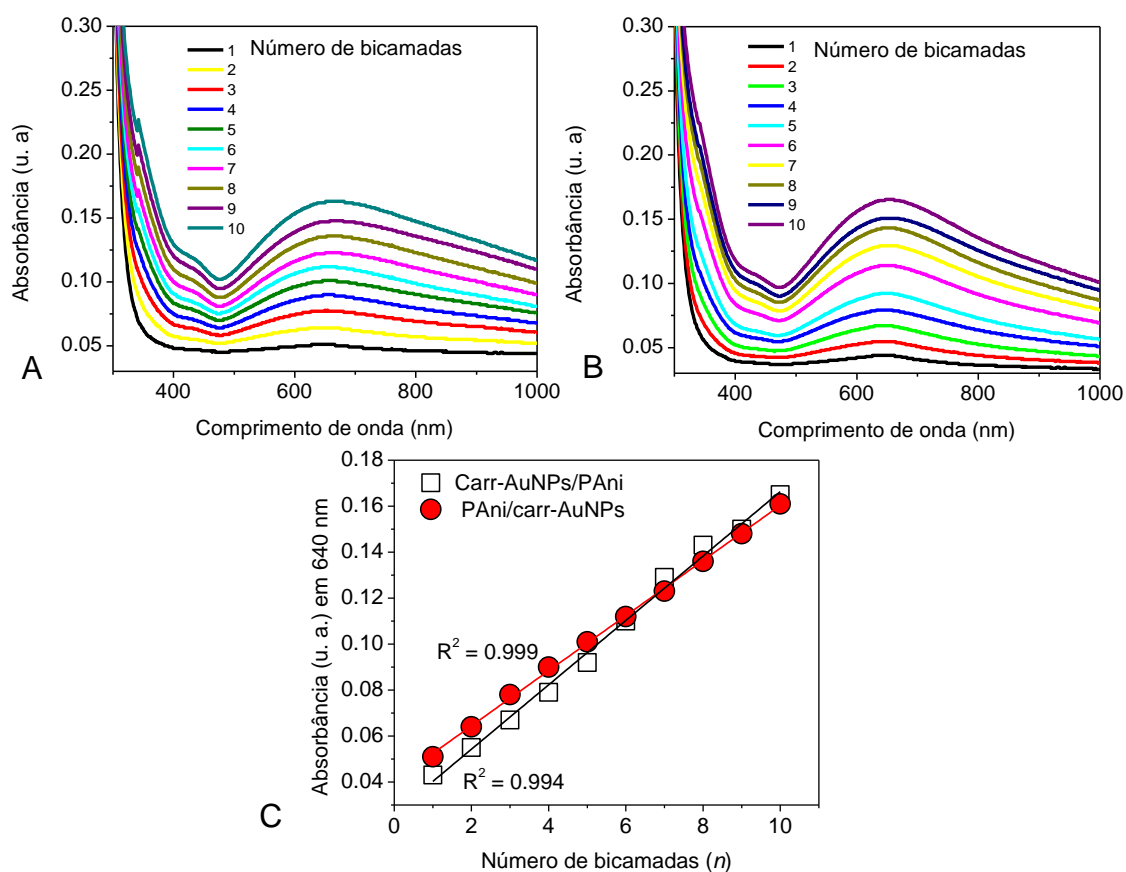 0.30
0.25
0.20
0.15
0.10
0.05
Absorbância (u. a)
Número de bicamadas
1
2
3
4
5
6
7
8
9
10
A
400 600 800 1000
Comprimento de onda (nm)
0.30
0.25
0.20
0.15
0.10
0.05
Absorbância (u. a)
Número de bicamadas
1
2
3
4
5
6
7
8
9
10
B
400 600 800 1000
Comprimento de onda (nm)
0.18
0.16
0.14
0.12
0.10
0.08
0.06
0.04
Absorbância (u. a.) em 640 nm
Carr-AuNPs/PAni
PAni/carr-AuNPs
R² = 0.999
R² = 0.994
C
0 2 4 6 8 10
Número de bicamadas (n)